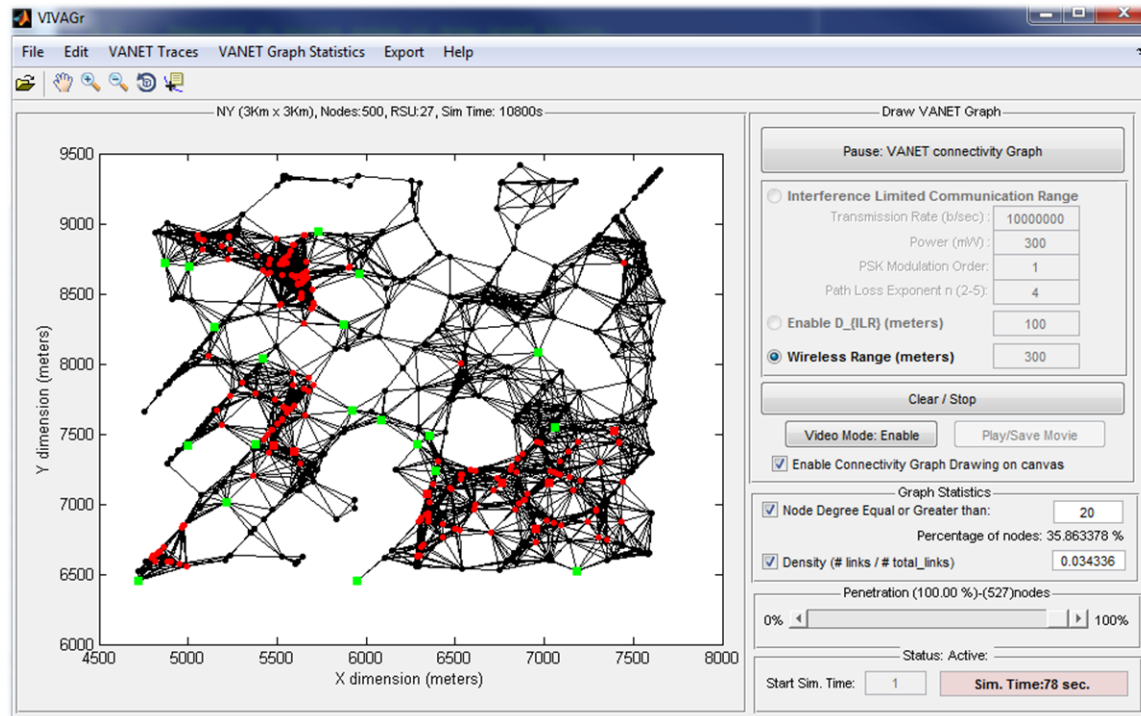 VIVAGr
File Edit VANET Traces VANET Graph Statistics Export Help
NY (3Km x 3Km), Nodes:500, RSU:27, Sim Time: 10800s
9500
9000
8500
8000
7500
7000
6500
6000
Y dimension (meters)
4500 5000 5500 6000 6500 7000 7500 8000
X dimension (meters)
Draw VANET Graph
Pause: VANET connectivity Graph
Interference Limited Communication Range
Transmission Rate (b/sec) : 10000000
Power (mW) : 300
PSK Modulation Order: 1
Path Loss Exponent n (2-5): 4
Enable D_{ILR} (meters) 100
Wireless Range (meters) 300
Clear / Stop
Video Mode: Enable Play/Save Movie
Enable Connectivity Graph Drawing on canvas
Graph Statistics
Node Degree Equal or Greater than: 20
Percentage of nodes: 35.863378 %
Density (# links / # total_links) 0.034336
Penetration (100.00 %)-(527)nodes
0% 100%
Status: Active:
Start Sim. Time: 1 Sim. Time:78 sec.